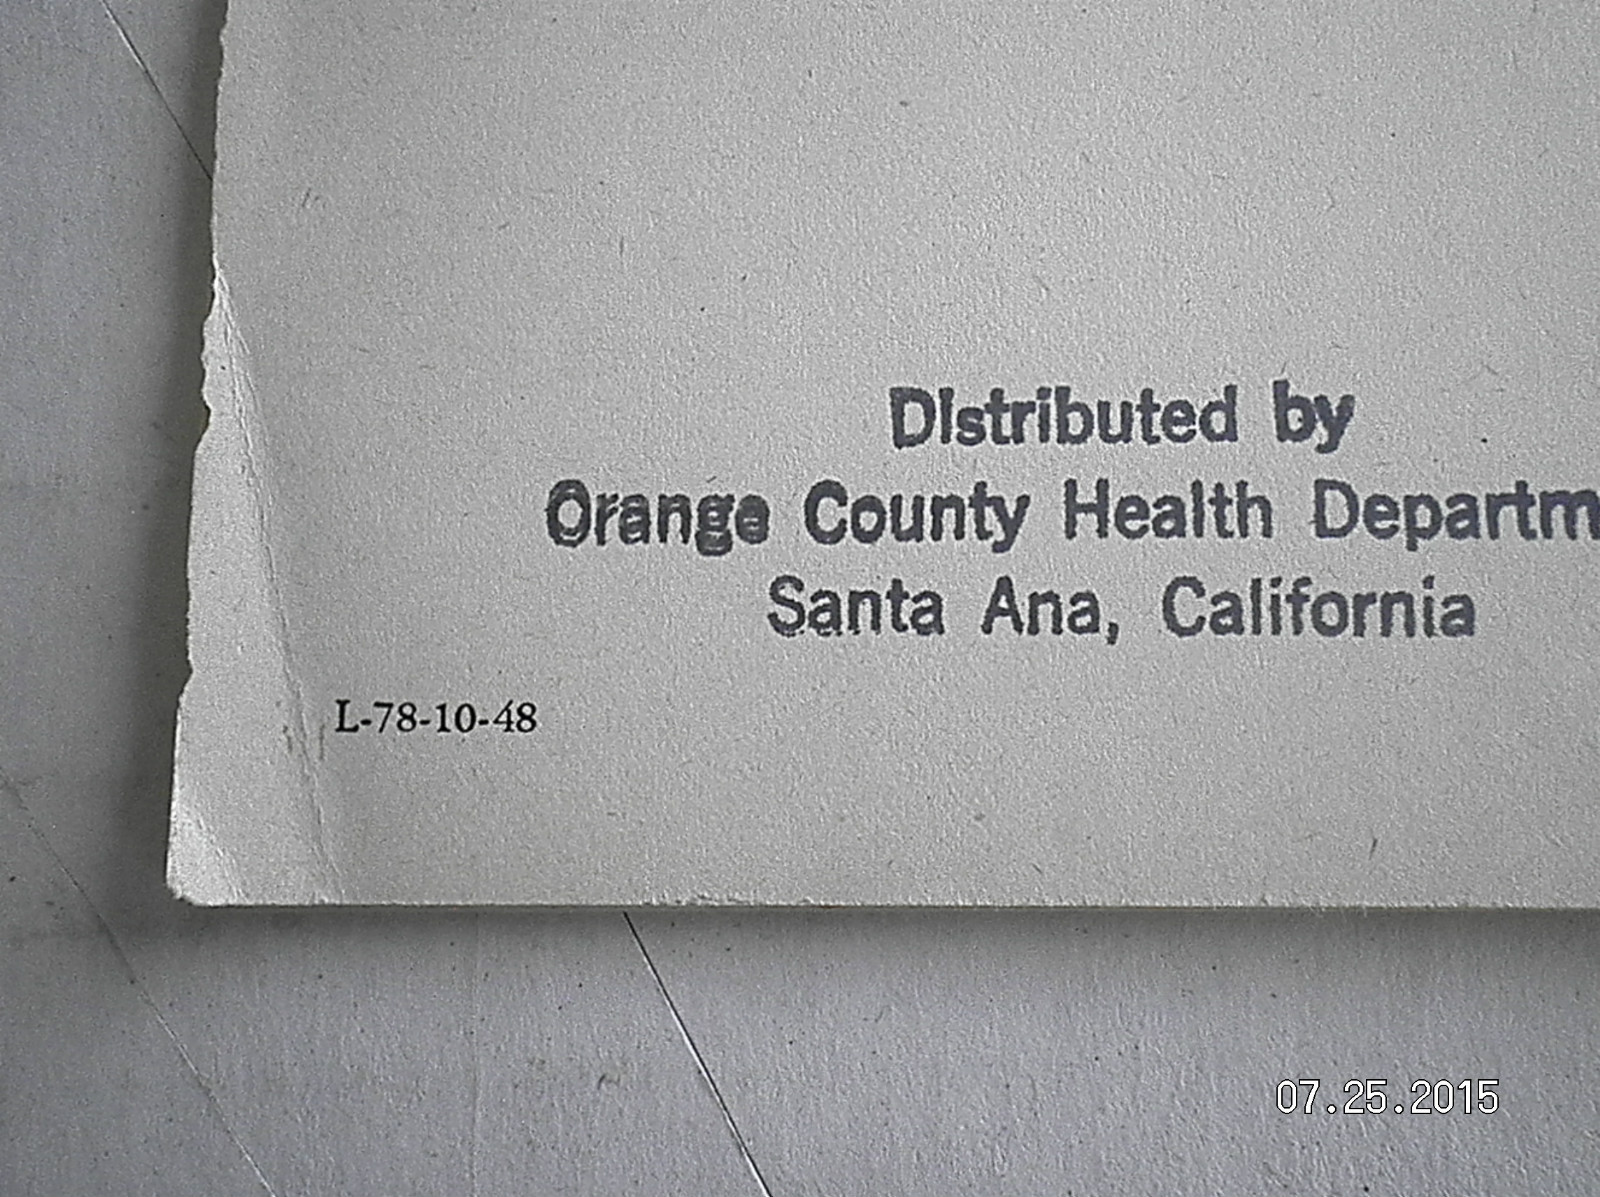 Distributed by
Orange County Health Departm
Santa Ana, California
L-78-10-48
07.25.2015